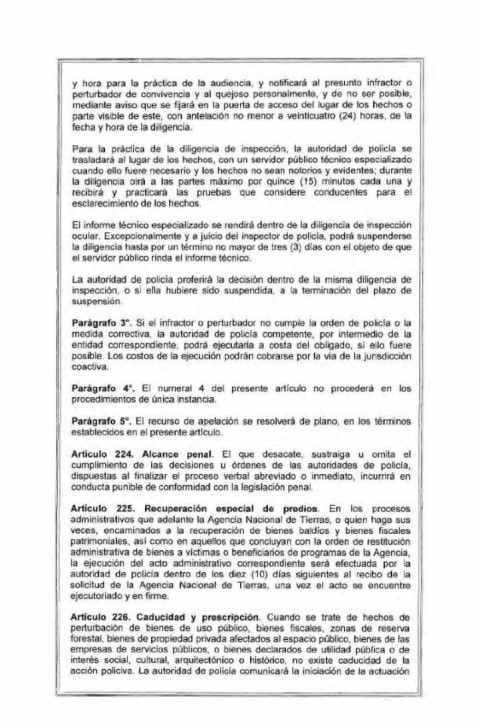 y hora para la práctica de la audiencia, y notificará al presunto infractor o
perturbador de convivencia y al quejoso personalmente, y de no ser posible,
mediante aviso que se fijará en la puerta de acceso del lugar de los hechos o
parte visible de este, con antelación no menor a veinticuatro (24) horas, de la
fecha y hora de la diligencia.
Para la práctica de la diligencia de inspección, la autoridad de policía se
trasladará al lugar de los hechos, con un servidor público técnico especializado
cuando ello fuere necesario y los hechos no sean notorios y evidentes; durante
la diligencia oirá a las partes máximo por quince (15) minutos cada una y
recibirá y practicará las pruebas que considere conducentes para el
esclarecimiento de los hechos.
El informe técnico especializado se rendirá dentro de la diligencia de inspección
ocular. Excepcionalmente y a juicio del inspector de policía, podrá suspenderse
la diligencia hasta por un término no mayor de tres (3) días con el objeto de que
el servidor público rinda el informe técnico.
La autoridad de policía proferirá la decisión dentro de la misma diligencia de
inspección, o si ella hubiere sido suspendida, a la terminación del plazo de
suspensión.
Parágrafo 3°. Si el infractor o perturbador no cumple la orden de policía o la
medida correctiva, la autoridad de policía competente, por intermedio de la
entidad correspondiente, podrá ejecutarla a costa del obligado, si ello fuere
posible. Los costos de la ejecución podrán cobrarse por la vía de la jurisdicción
coactiva.
Parágrafo 4°. El numeral 4 del presente artículo no procederá en los
procedimientos de única instancia.
Parágrafo 5°. El recurso de apelación se resolverá de plano, en los términos
establecidos en el presente artículo.
Artículo 224. Alcance penal. El que desacate, sustraiga u omita el
cumplimiento de las decisiones u órdenes de las autoridades de policía,
dispuestas al finalizar el proceso verbal abreviado o inmediato, incurrirá en
conducta punible de conformidad con la legislación penal.
Artículo 225. Recuperación especial de predios. En los procesos
administrativos que adelante la Agencia Nacional de Tierras, o quien haga sus
veces, encaminados a la recuperación de bienes baldíos y bienes fiscales
patrimoniales, así como en aquellos que concluyan con la orden de restitución
administrativa de bienes a víctimas o beneficiarios de programas de la Agencia,
la ejecución del acto administrativo correspondiente será efectuada por la
autoridad de policía dentro de los diez (10) días siguientes al recibo de la
solicitud de la Agencia Nacional de Tierras, una vez el acto se encuentre
ejecutoriado y en firme.
Artículo 226. Caducidad y prescripción. Cuando se trate de hechos de
perturbación de bienes de uso público, bienes fiscales, zonas de reserva
forestal, bienes de propiedad privada afectados al espacio público, bienes de las
empresas de servicios públicos, o bienes declarados de utilidad pública o de
interés social, cultural, arquitectónico o histórico, no existe caducidad de la
acción policiva. La autoridad de policía comunicará la iniciación de la actuación